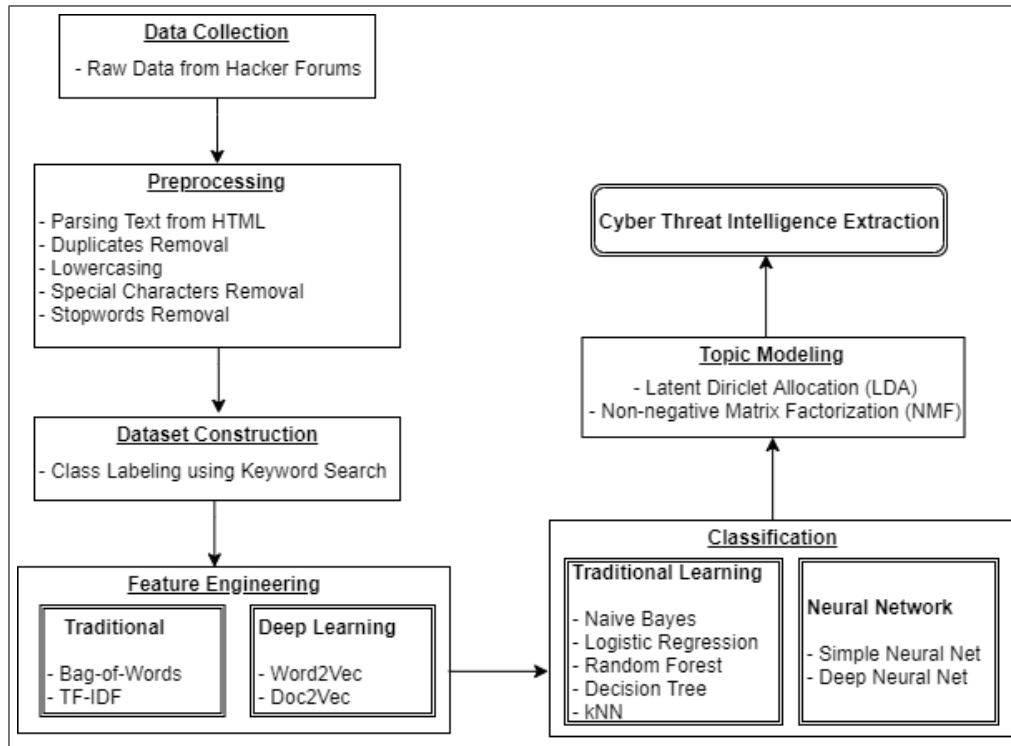 Data Collection
- Raw Data from Hacker Forums
Preprocessing
- Parsing Text from HTML
- Duplicates Removal
- Lowercasing
- Special Characters Removal
- Stopwords Removal
Dataset Construction
- Class Labeling using Keyword Search
Feature Engineering
Traditional
- Bag-of-Words
- TF-IDF
Deep Learning
- Word2Vec
- Doc2Vec
Classification
Traditional Learning
- Naive Bayes
- Logistic Regression
- Random Forest
- Decision Tree
- kNN
Neural Network
- Simple Neural Net
- Deep Neural Net
Topic Modeling
- Latent Diriclet Allocation (LDA)
- Non-negative Matrix Factorization (NMF)
Cyber Threat Intelligence Extraction